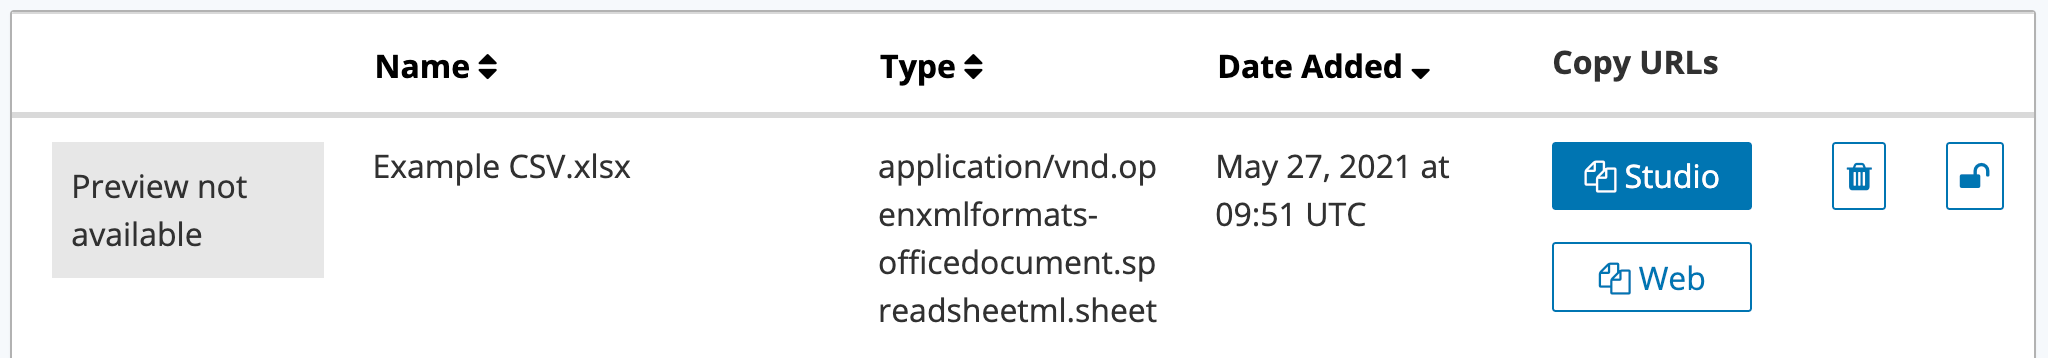 Name Type Date Added Copy URLs
Preview not
available
Example CSV.xlsx
application/vnd.op
enxmlformats-
officedocument.sp
readsheetml.sheet
May 27, 2021 at
09:51 UTC
Studio
Web